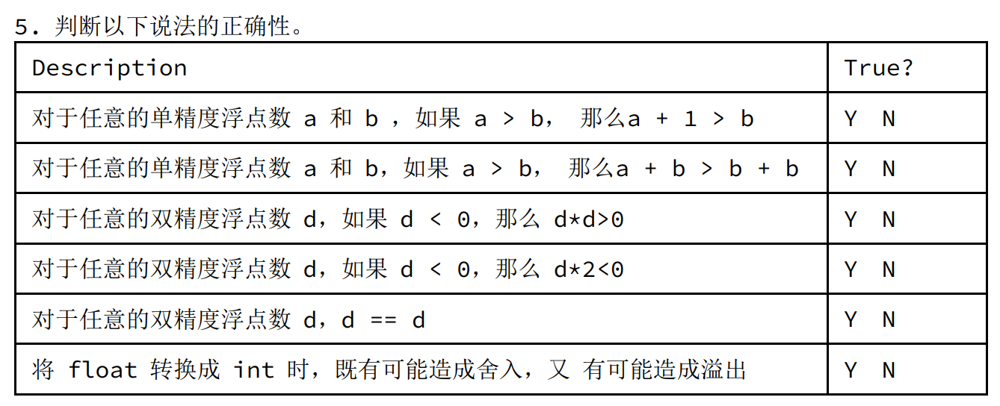 5. 判断以下说法的正确性。
Description True?
对于任意的单精度浮点数 a 和 b ，如果 a > b， 那么a + 1 > b Y N
对于任意的单精度浮点数 a 和 b，如果 a > b， 那么a + b > b + b Y N
对于任意的双精度浮点数 d，如果 d < 0，那么 d*d>0 Y N
对于任意的双精度浮点数 d，如果 d < 0，那么 d*2<0 Y N
对于任意的双精度浮点数 d，d == d Y N
将 float 转换成 int 时，既有可能造成舍入，又 有可能造成溢出 Y N